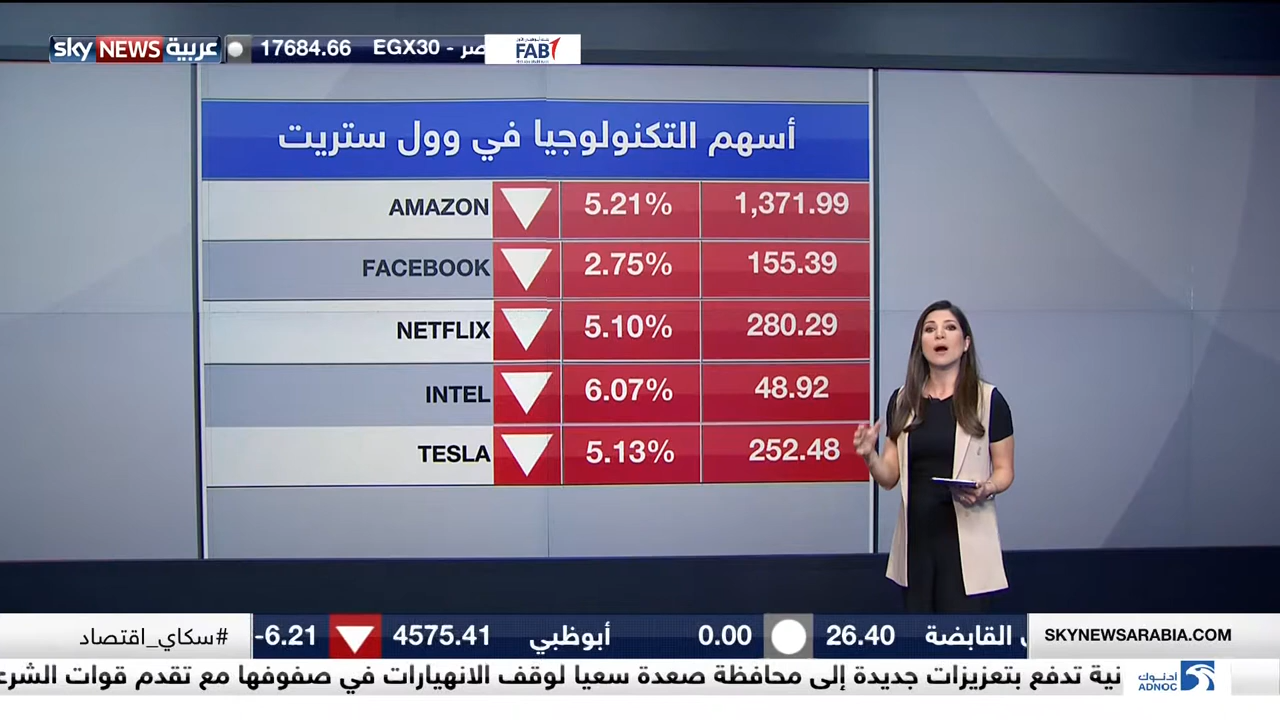 sky NEWS عربية
17684.66 EGX30 -
FAB
أسهم التكنولوجيا في وول ستريت
AMAZON 5.21% 1,371.99
FACEBOOK 2.75% 155.39
NETFLIX 5.10% 280.29
INTEL 6.07% 48.92
TESLA 5.13% 252.48
#سكاي_اقتصاد
-6.21 4575.41 أبوظبي 0.00 26.40 القابضة
SKYNEWSARABIA.COM
تدفع بتعزيزات جديدة إلى محافظة صعدة سعيا لوقف الانهيارات في صفوفها مع تقدم قوات
أدنوك
ADNOC